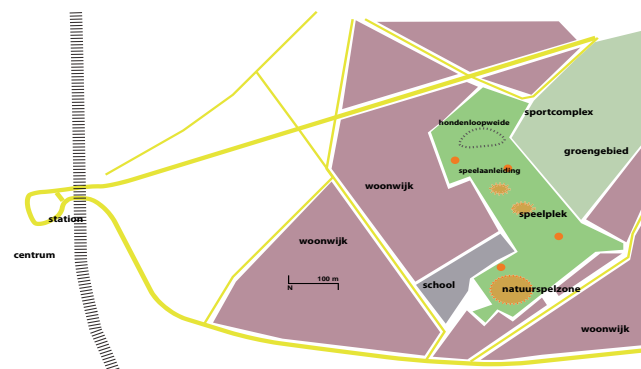 hondenloopweide
sportcomplex
groengebied
speelaanleiding
woonwijk
speelplek
station
woonwijk
centrum
100 m
N
school
natuurspelzone
woonwijk